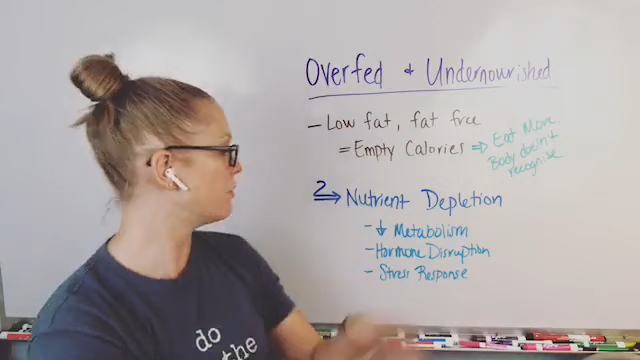 Overfed & Undernourished
- Low fat, fat free
= Empty Calories ⇒ Eat More.
Body doesn't
recognise
2 ⇒ Nutrient Depletion
- ↓ Metabolism
- Hormone Disruption
- Stress Response
do
the